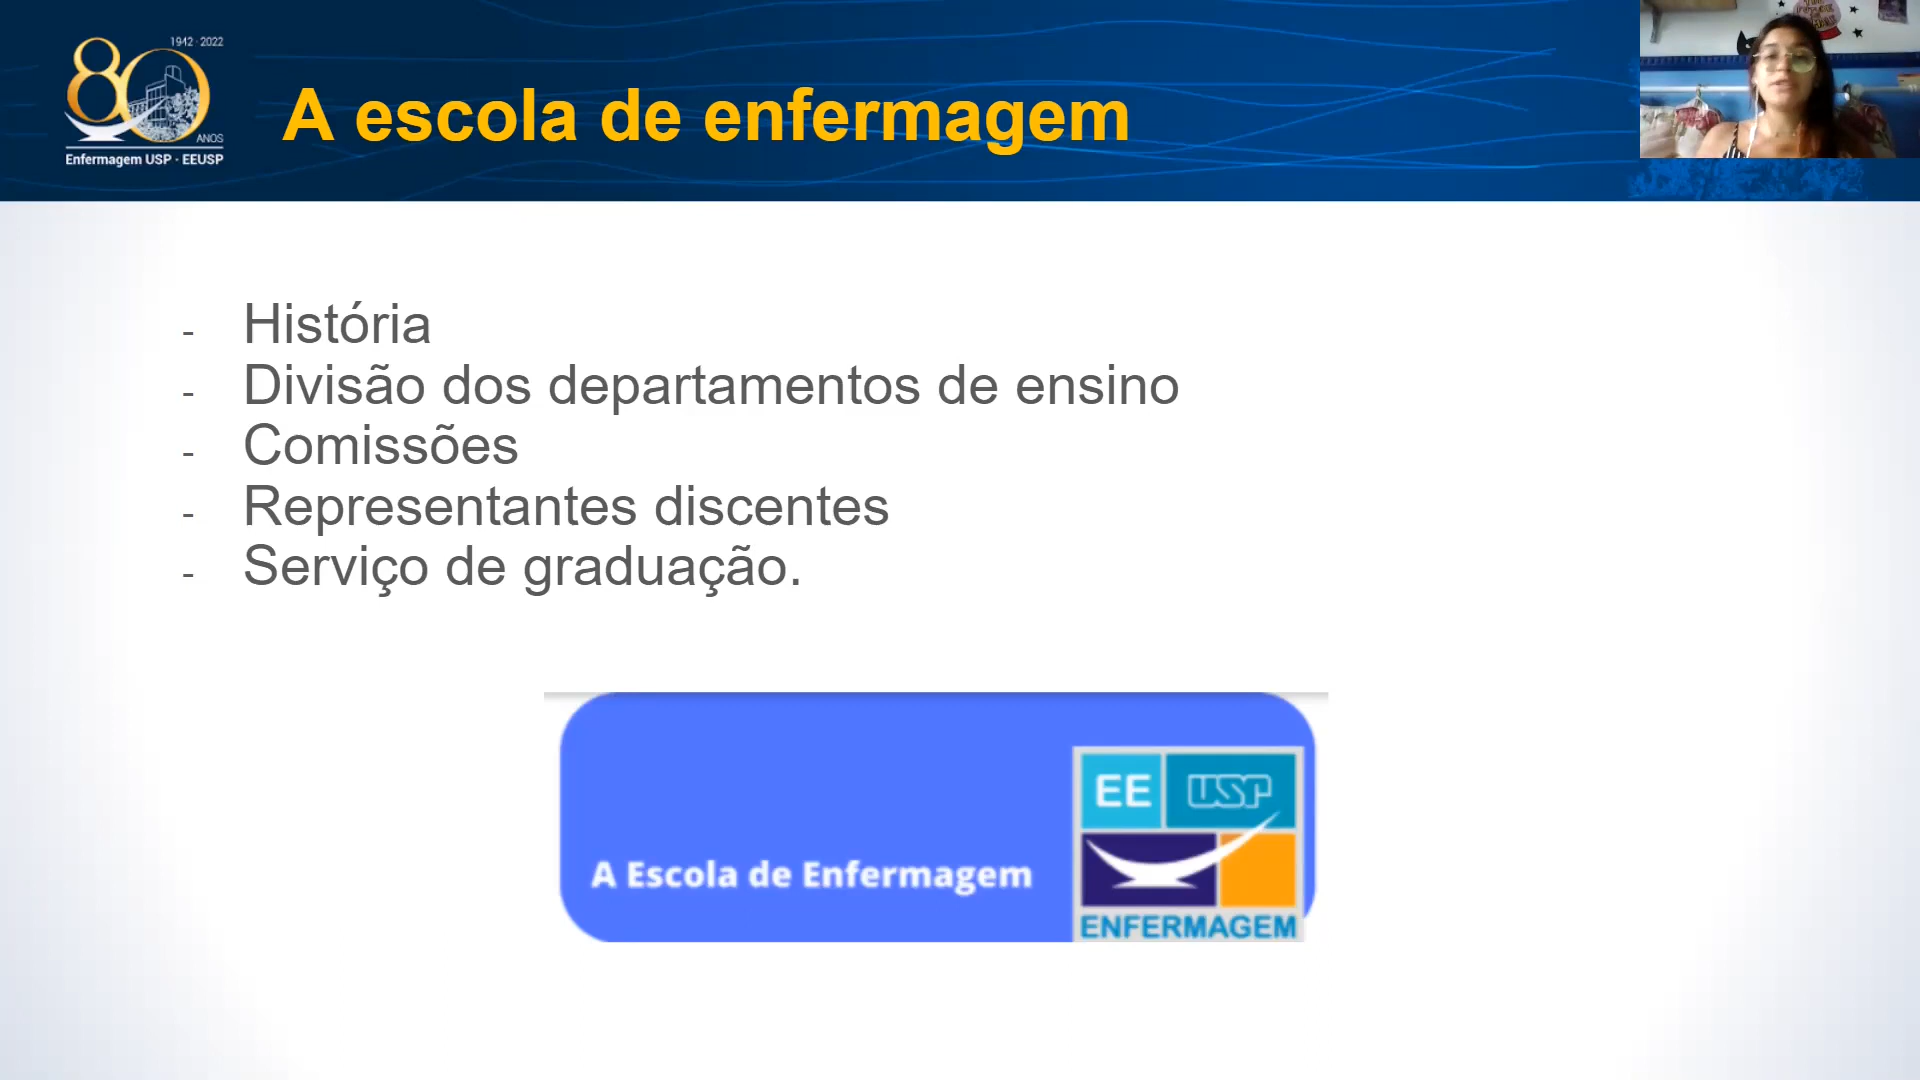 1942 · 2022
80
ANOS
Enfermagem USP · EEUSP
A escola de enfermagem
- História
- Divisão dos departamentos de ensino
- Comissões
- Representantes discentes
- Serviço de graduação.
A Escola de Enfermagem
EE USP
ENFERMAGEM